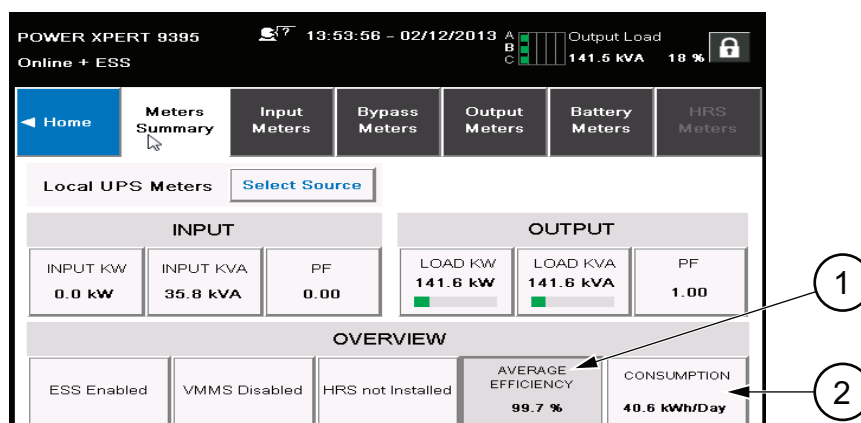 POWER XPERT 9395
? 13:53:56 - 02/12/2013
A
B
C
Output Load
Online + ESS
141.5 kVA 18 %
Home
Meters Summary
Input Meters
Bypass Meters
Output Meters
Battery Meters
HRS Meters
Local UPS Meters
Select Source
INPUT
OUTPUT
INPUT KW
0.0 kW
INPUT KVA
35.8 kVA
PF
0.00
LOAD KW
141.6 kW
LOAD KVA
141.6 kVA
PF
1.00
1
OVERVIEW
ESS Enabled
VMMS Disabled
HRS not Installed
AVERAGE EFFICIENCY
99.7 %
CONSUMPTION
40.6 kWh/Day
2